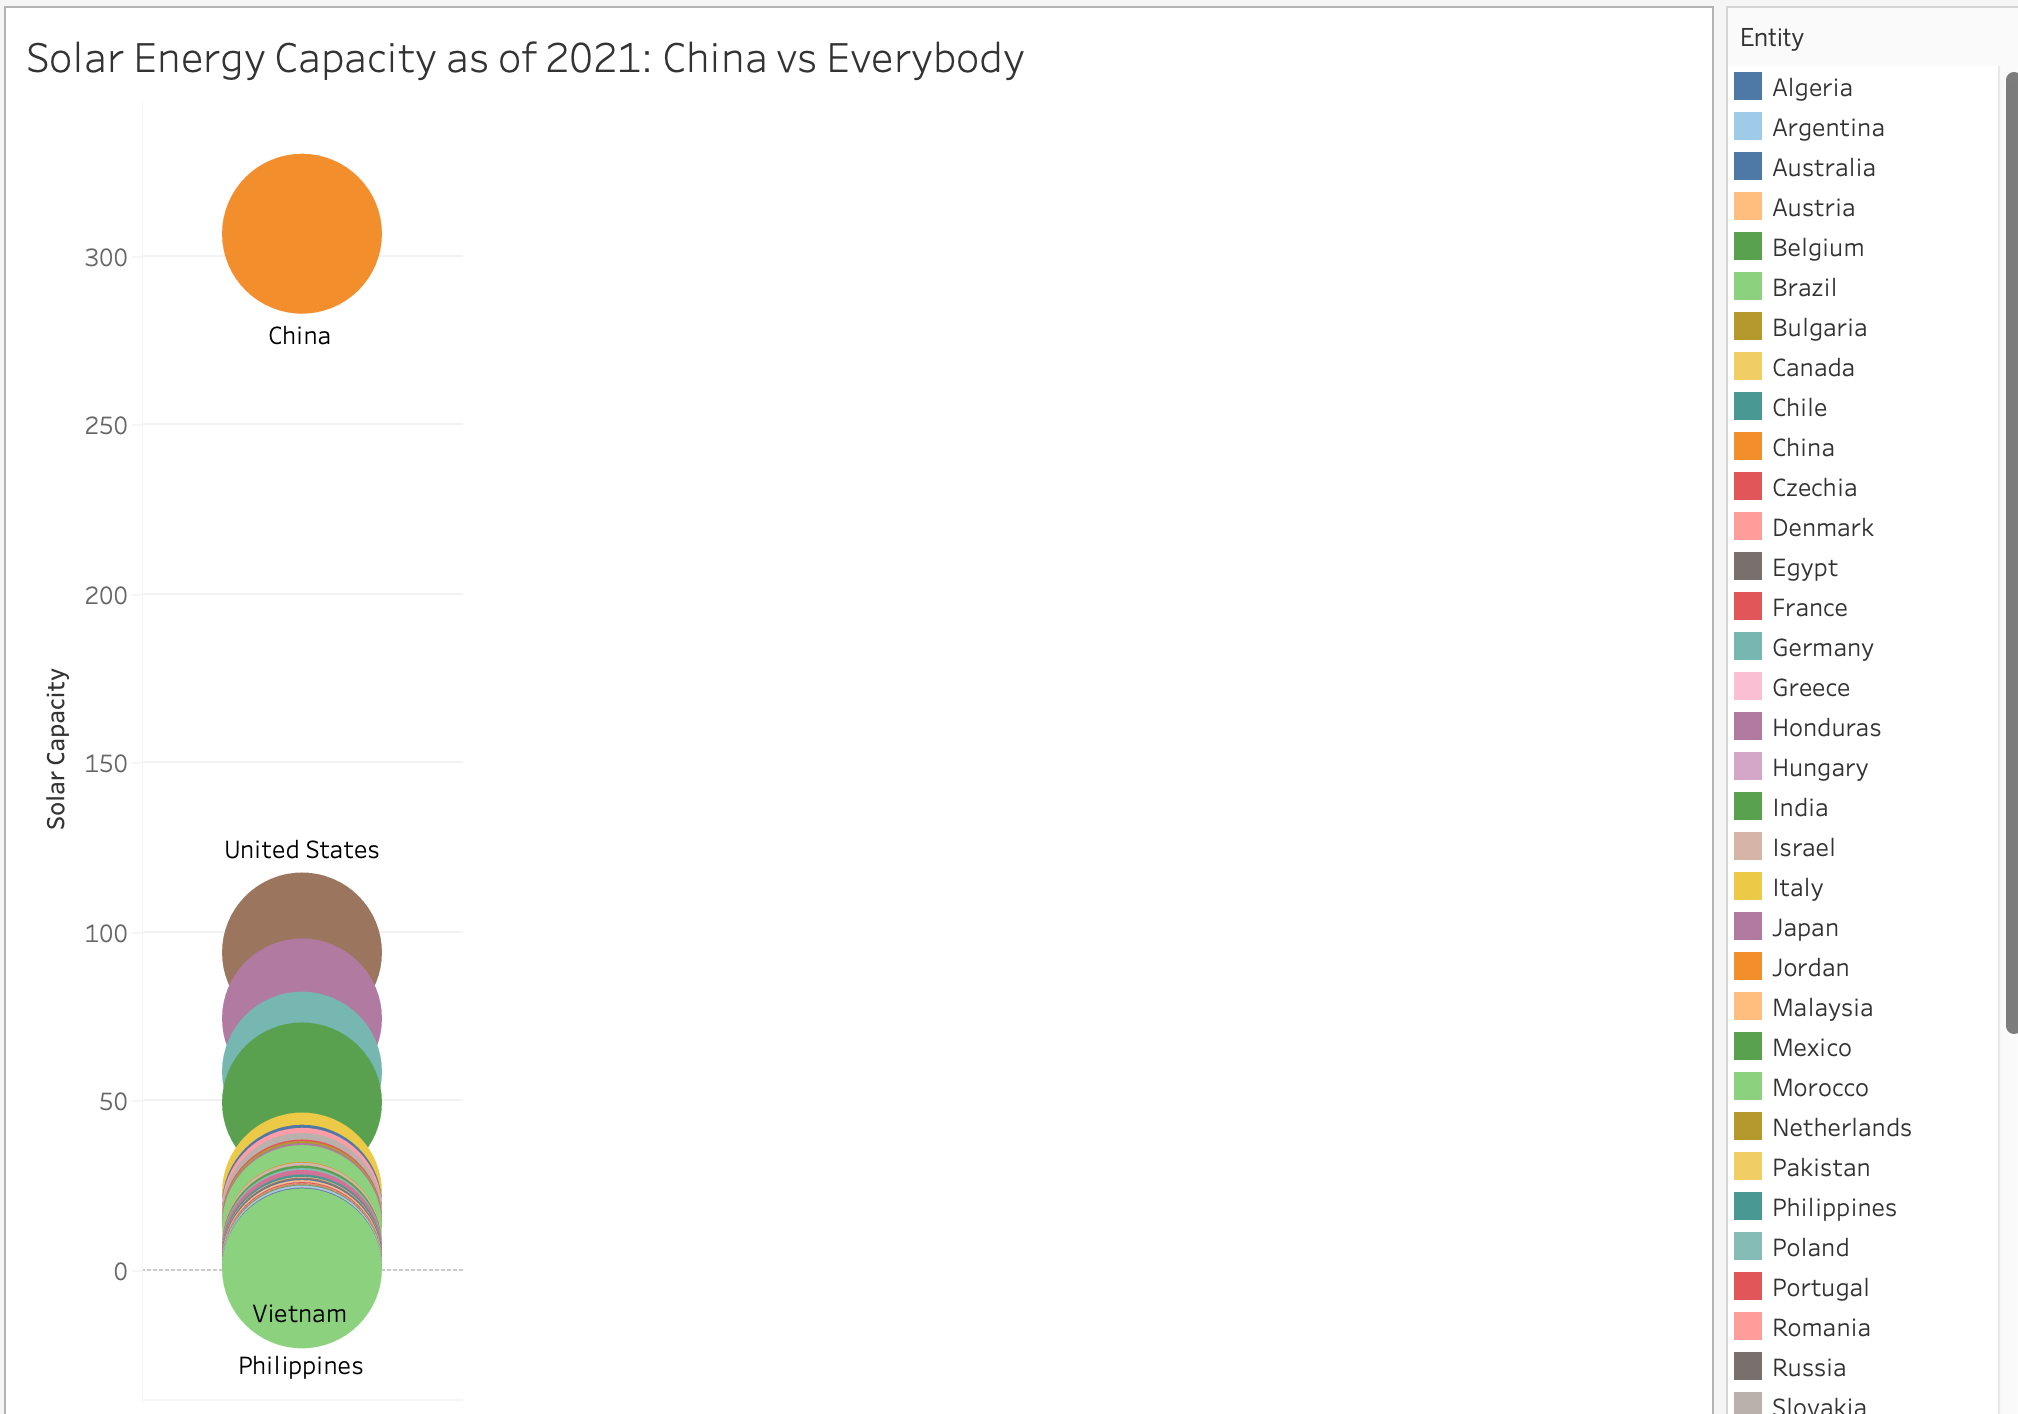 Solar Energy Capacity as of 2021: China vs Everybody
Solar Capacity
300
250
200
150
100
50
0
China
United States
Vietnam
Philippines
Entity
Algeria
Argentina
Australia
Austria
Belgium
Brazil
Bulgaria
Canada
Chile
China
Czechia
Denmark
Egypt
France
Germany
Greece
Honduras
Hungary
India
Israel
Italy
Japan
Jordan
Malaysia
Mexico
Morocco
Netherlands
Pakistan
Philippines
Poland
Portugal
Romania
Russia
Slovakia